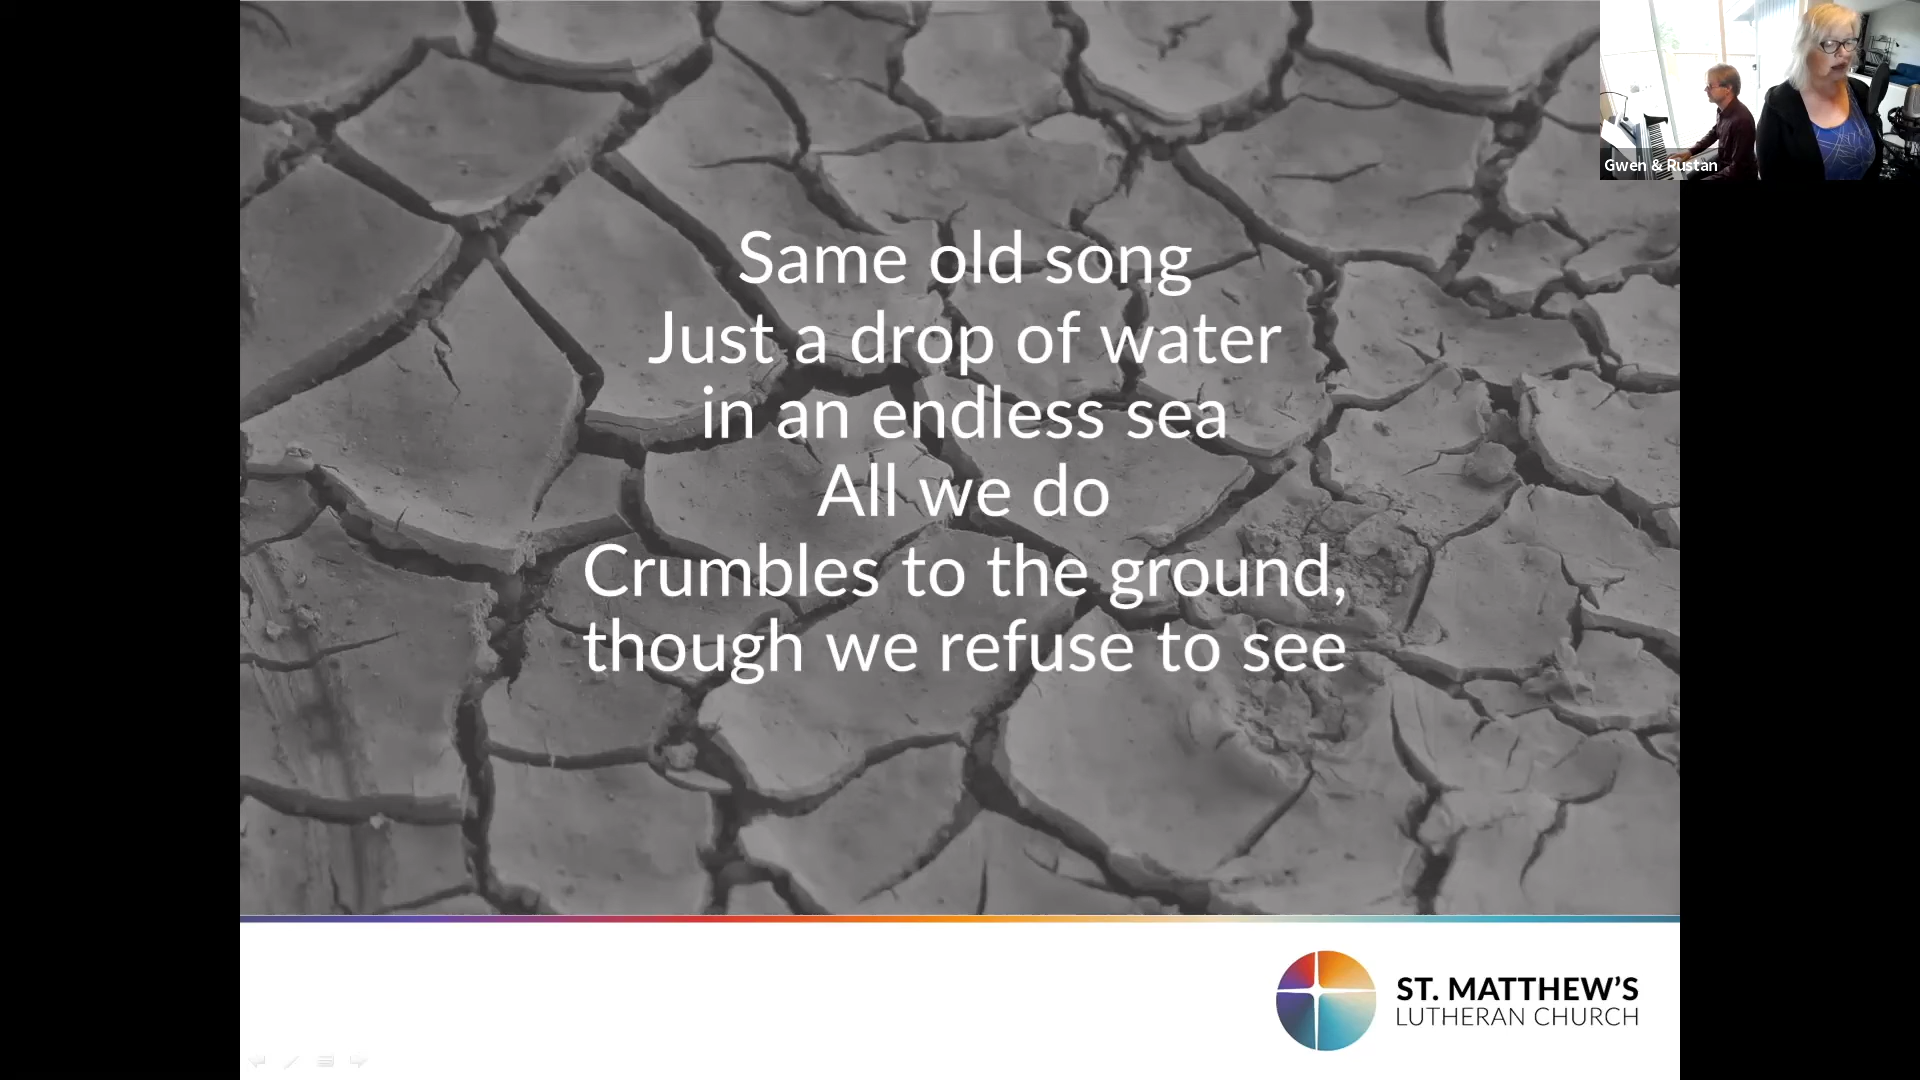 Gwen & Rustan
Same old song
Just a drop of water
in an endless sea
All we do
Crumbles to the ground,
though we refuse to see
ST. MATTHEW'S
LUTHERAN CHURCH